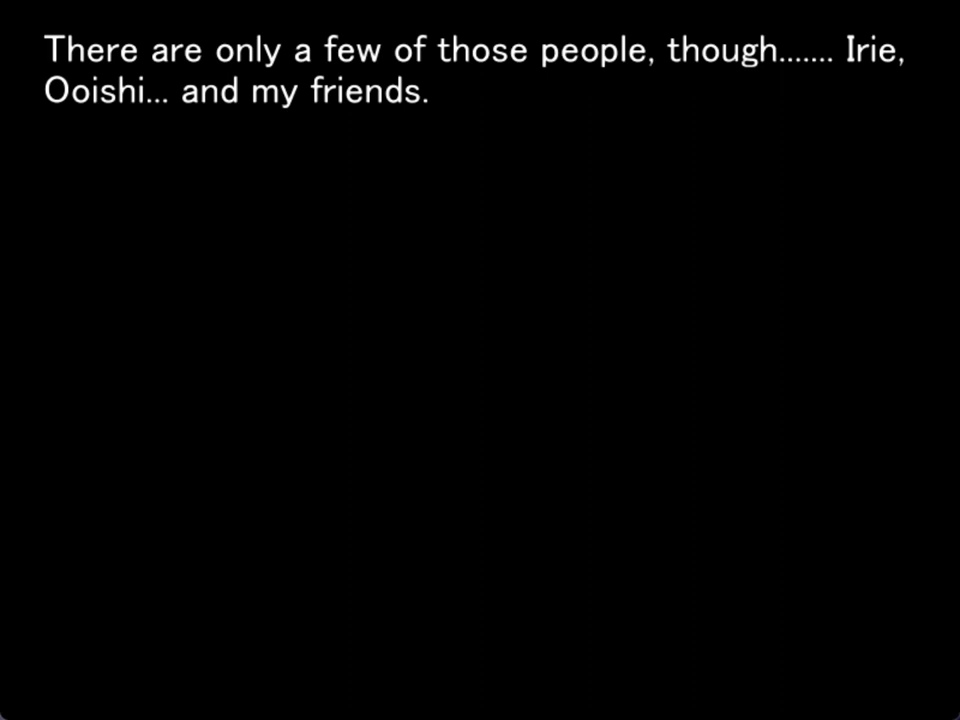 There are only a few of those people, though....... Irie,
Ooishi... and my friends.